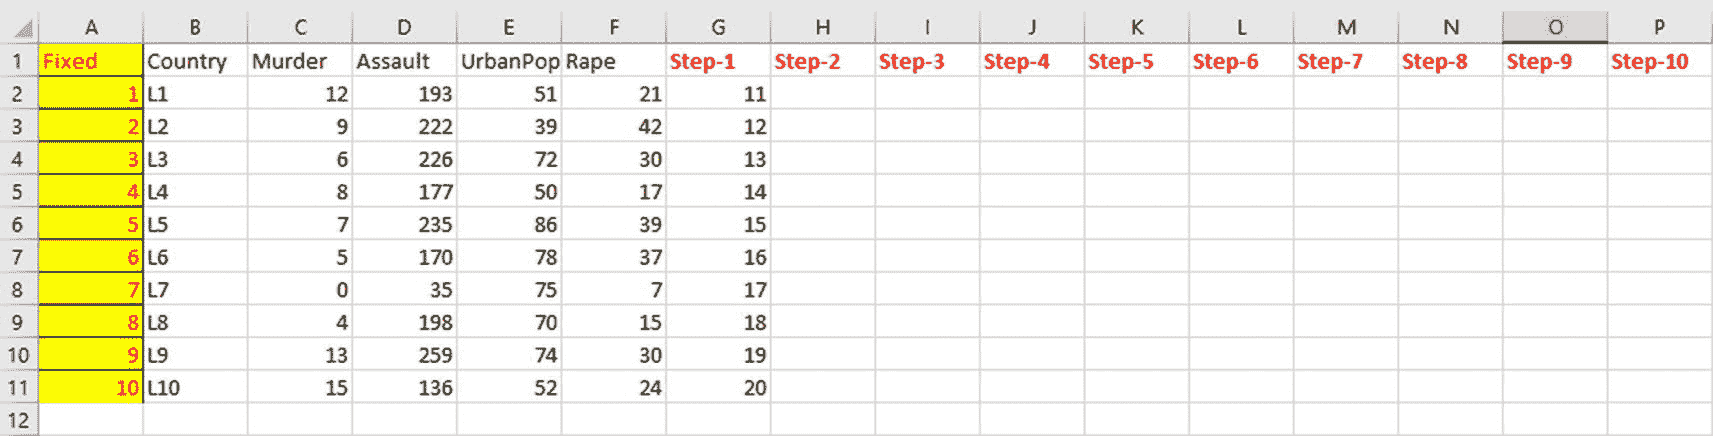 A B C D E F G H I J K L M N O P
1 Fixed Country Murder Assault UrbanPop Rape Step-1 Step-2 Step-3 Step-4 Step-5 Step-6 Step-7 Step-8 Step-9 Step-10
2 1 L1 12 193 51 21 11
3 2 L2 9 222 39 42 12
4 3 L3 6 226 72 30 13
5 4 L4 8 177 50 17 14
6 5 L5 7 235 86 39 15
7 6 L6 5 170 78 37 16
8 7 L7 0 35 75 7 17
9 8 L8 4 198 70 15 18
10 9 L9 13 259 74 30 19
11 10 L10 15 136 52 24 20
12